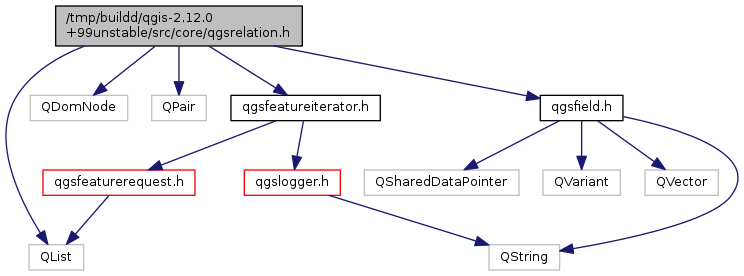 /tmp/buildd/qgis-2.12.0
+99unstable/src/core/qgsrelation.h
QDomNode
QPair
qgsfeatureiterator.h
qgsfield.h
qgsfeaturerequest.h
qgslogger.h
QSharedDataPointer
QVariant
QVector
QList
QString